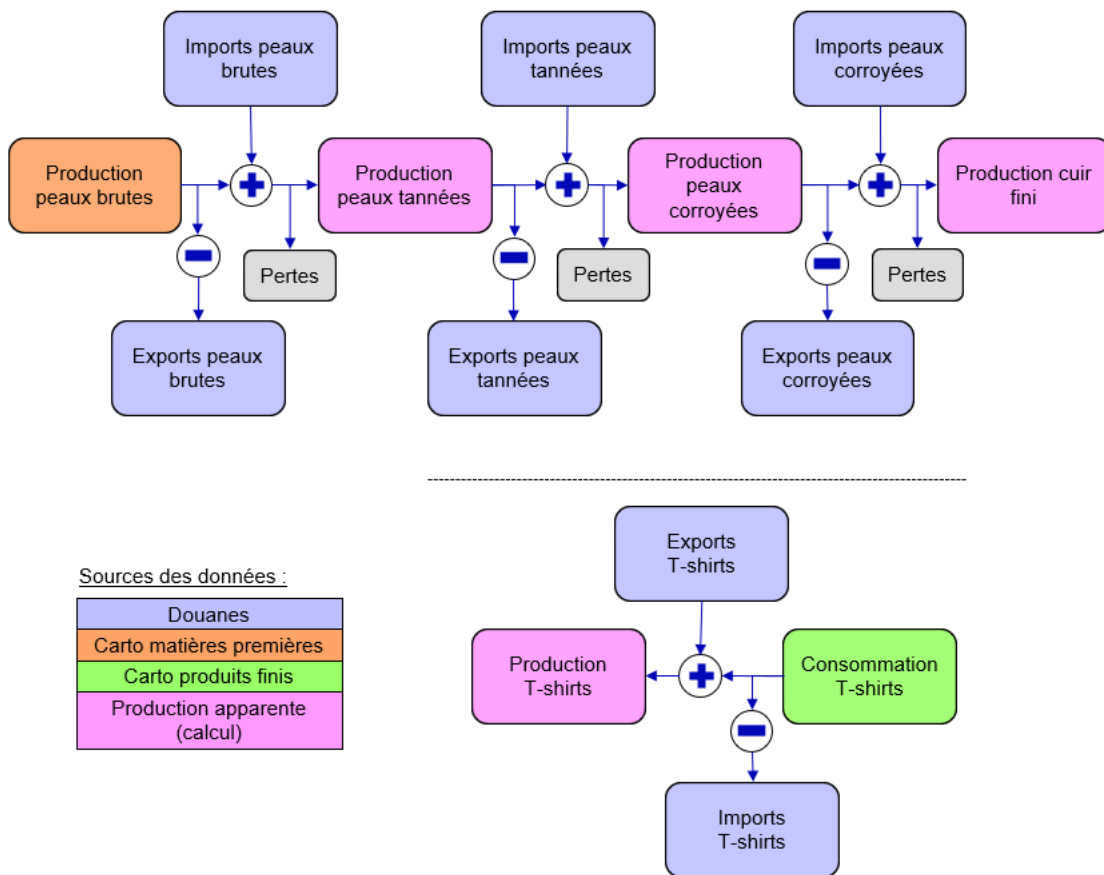 Imports peaux
brutes
Imports peaux
tannées
Imports peaux
corroyées
Production
peaux brutes
Production
peaux tannées
Production
peaux
corroyées
Production cuir
fini
Pertes
Pertes
Pertes
Exports peaux
brutes
Exports peaux
tannées
Exports peaux
corroyées
Exports
T-shirts
Production
T-shirts
Consommation
T-shirts
Imports
T-shirts
Sources des données :
Douanes
Carto matières premières
Carto produits finis
Production apparente
(calcul)